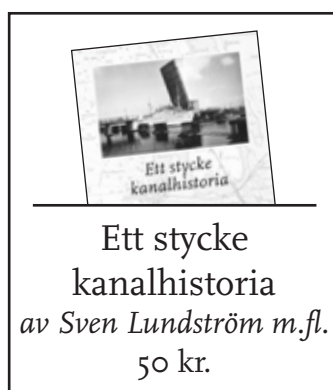 Ett stycke
kanalhistoria
Ett stycke
kanalhistoria
av Sven Lundström m.fl.
50 kr.